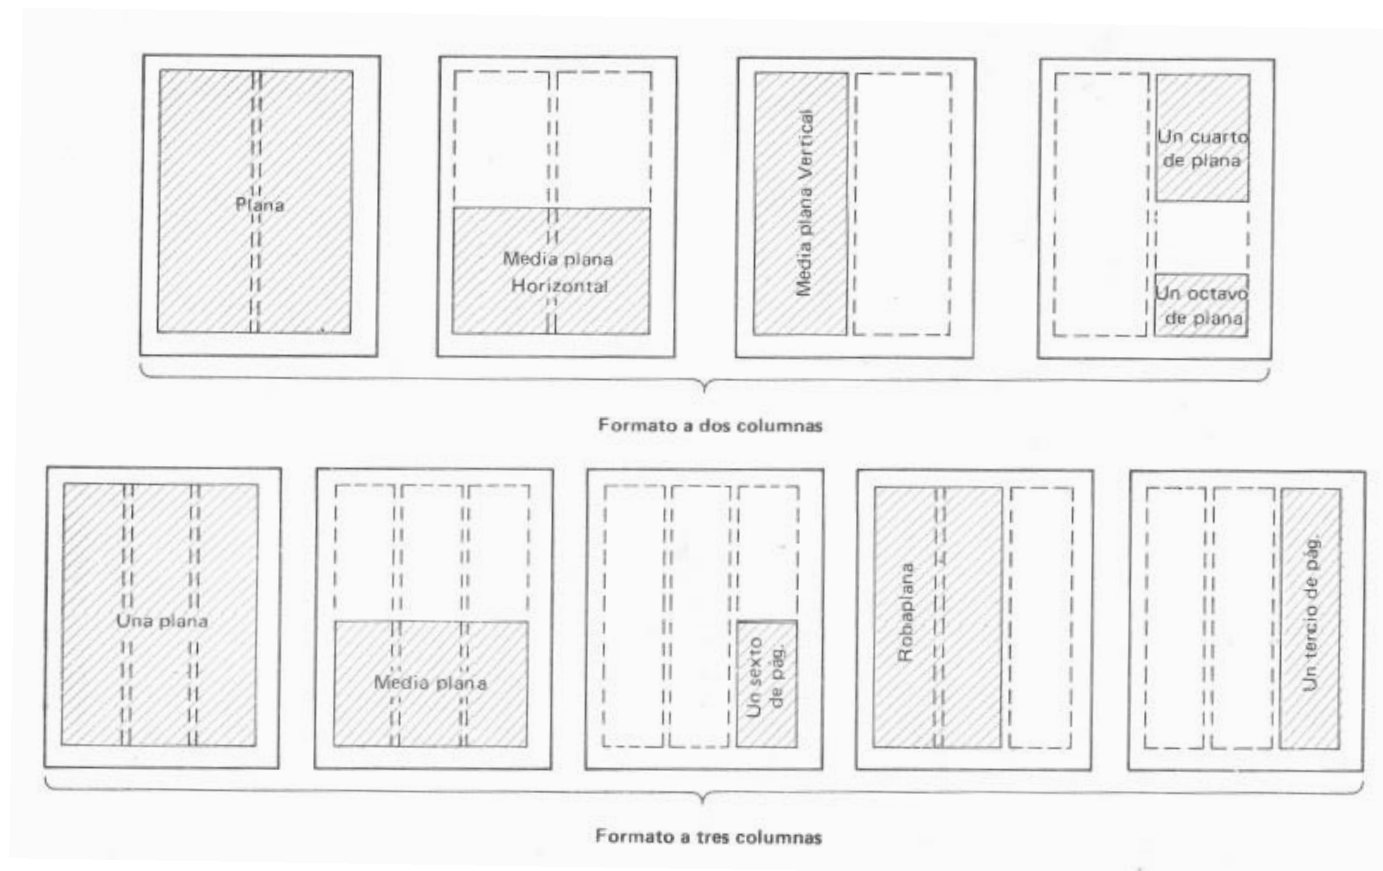 Plana
Media plana
Horizontal
Media plana Vertical
Un cuarto
de plana
Un octavo
de plana
Formato a dos columnas
Una plana
Media plana
Un sexto
de pág.
Robaplana
Un tercio de pág.
Formato a tres columnas